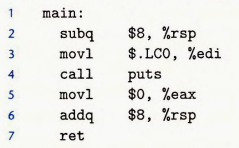 1 main:
2 subq $8, %rsp
3 movl $.LC0, %edi
4 call puts
5 movl $0, %eax
6 addq $8, %rsp
7 ret